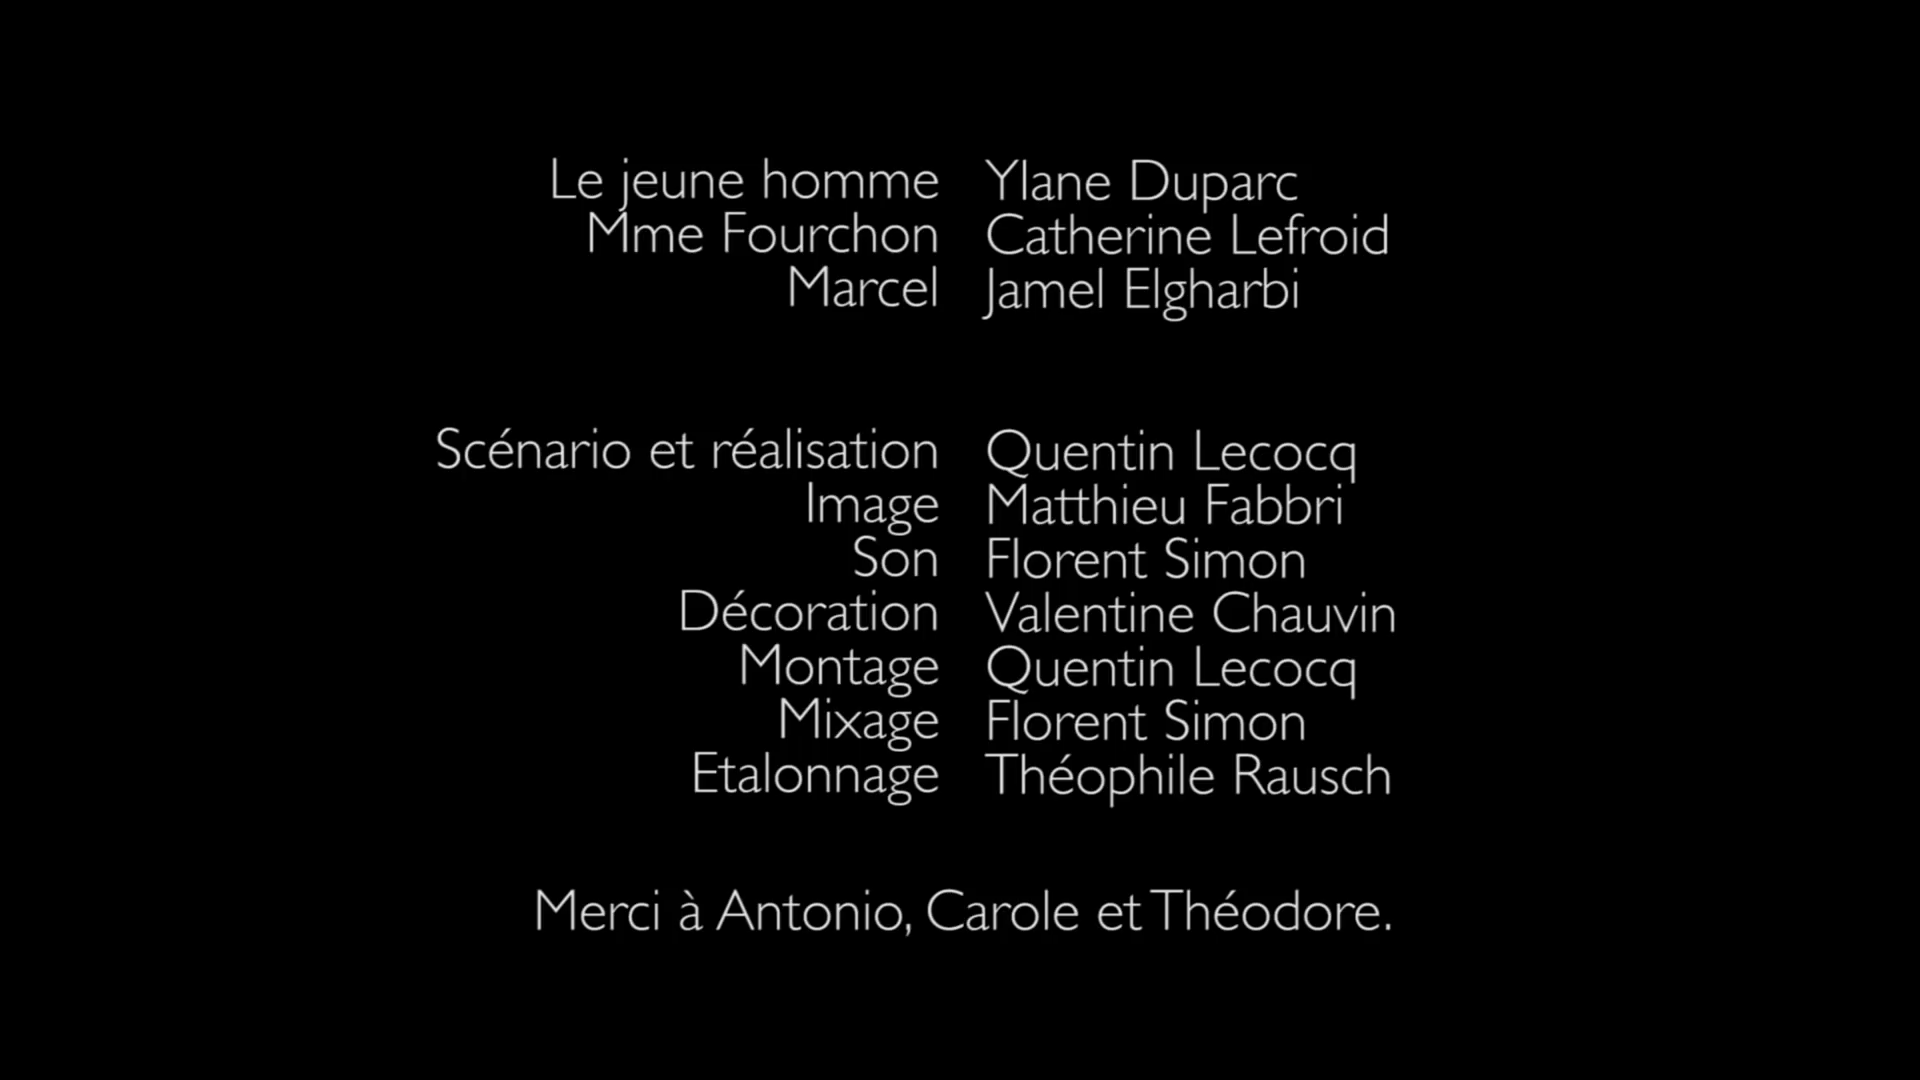 Le jeune homme Ylane Duparc
Mme Fourchon Catherine Lefroid
Marcel Jamel Elgharbi
Scénario et réalisation Quentin Lecocq
Image Matthieu Fabbri
Son Florent Simon
Décoration Valentine Chauvin
Montage Quentin Lecocq
Mixage Florent Simon
Etalonnage Théophile Rausch
Merci à Antonio, Carole et Théodore.